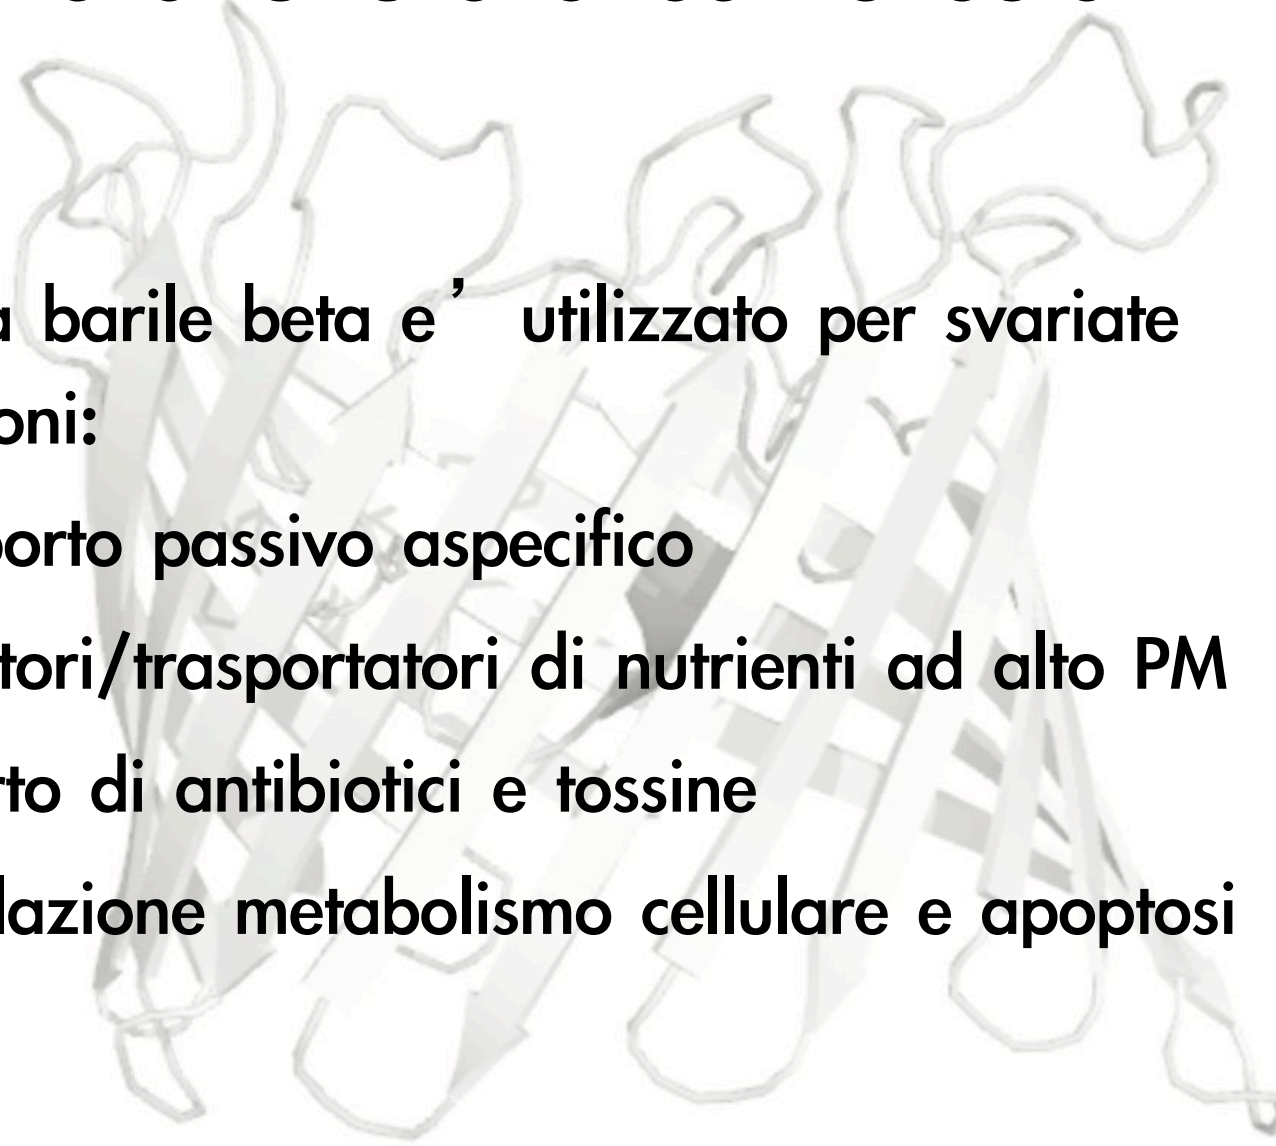 a barile beta e’ utilizzato per svariate
oni:
porto passivo aspecifico
tori/trasportatori di nutrienti ad alto PM
rto di antibiotici e tossine
lazione metabolismo cellulare e apoptosi